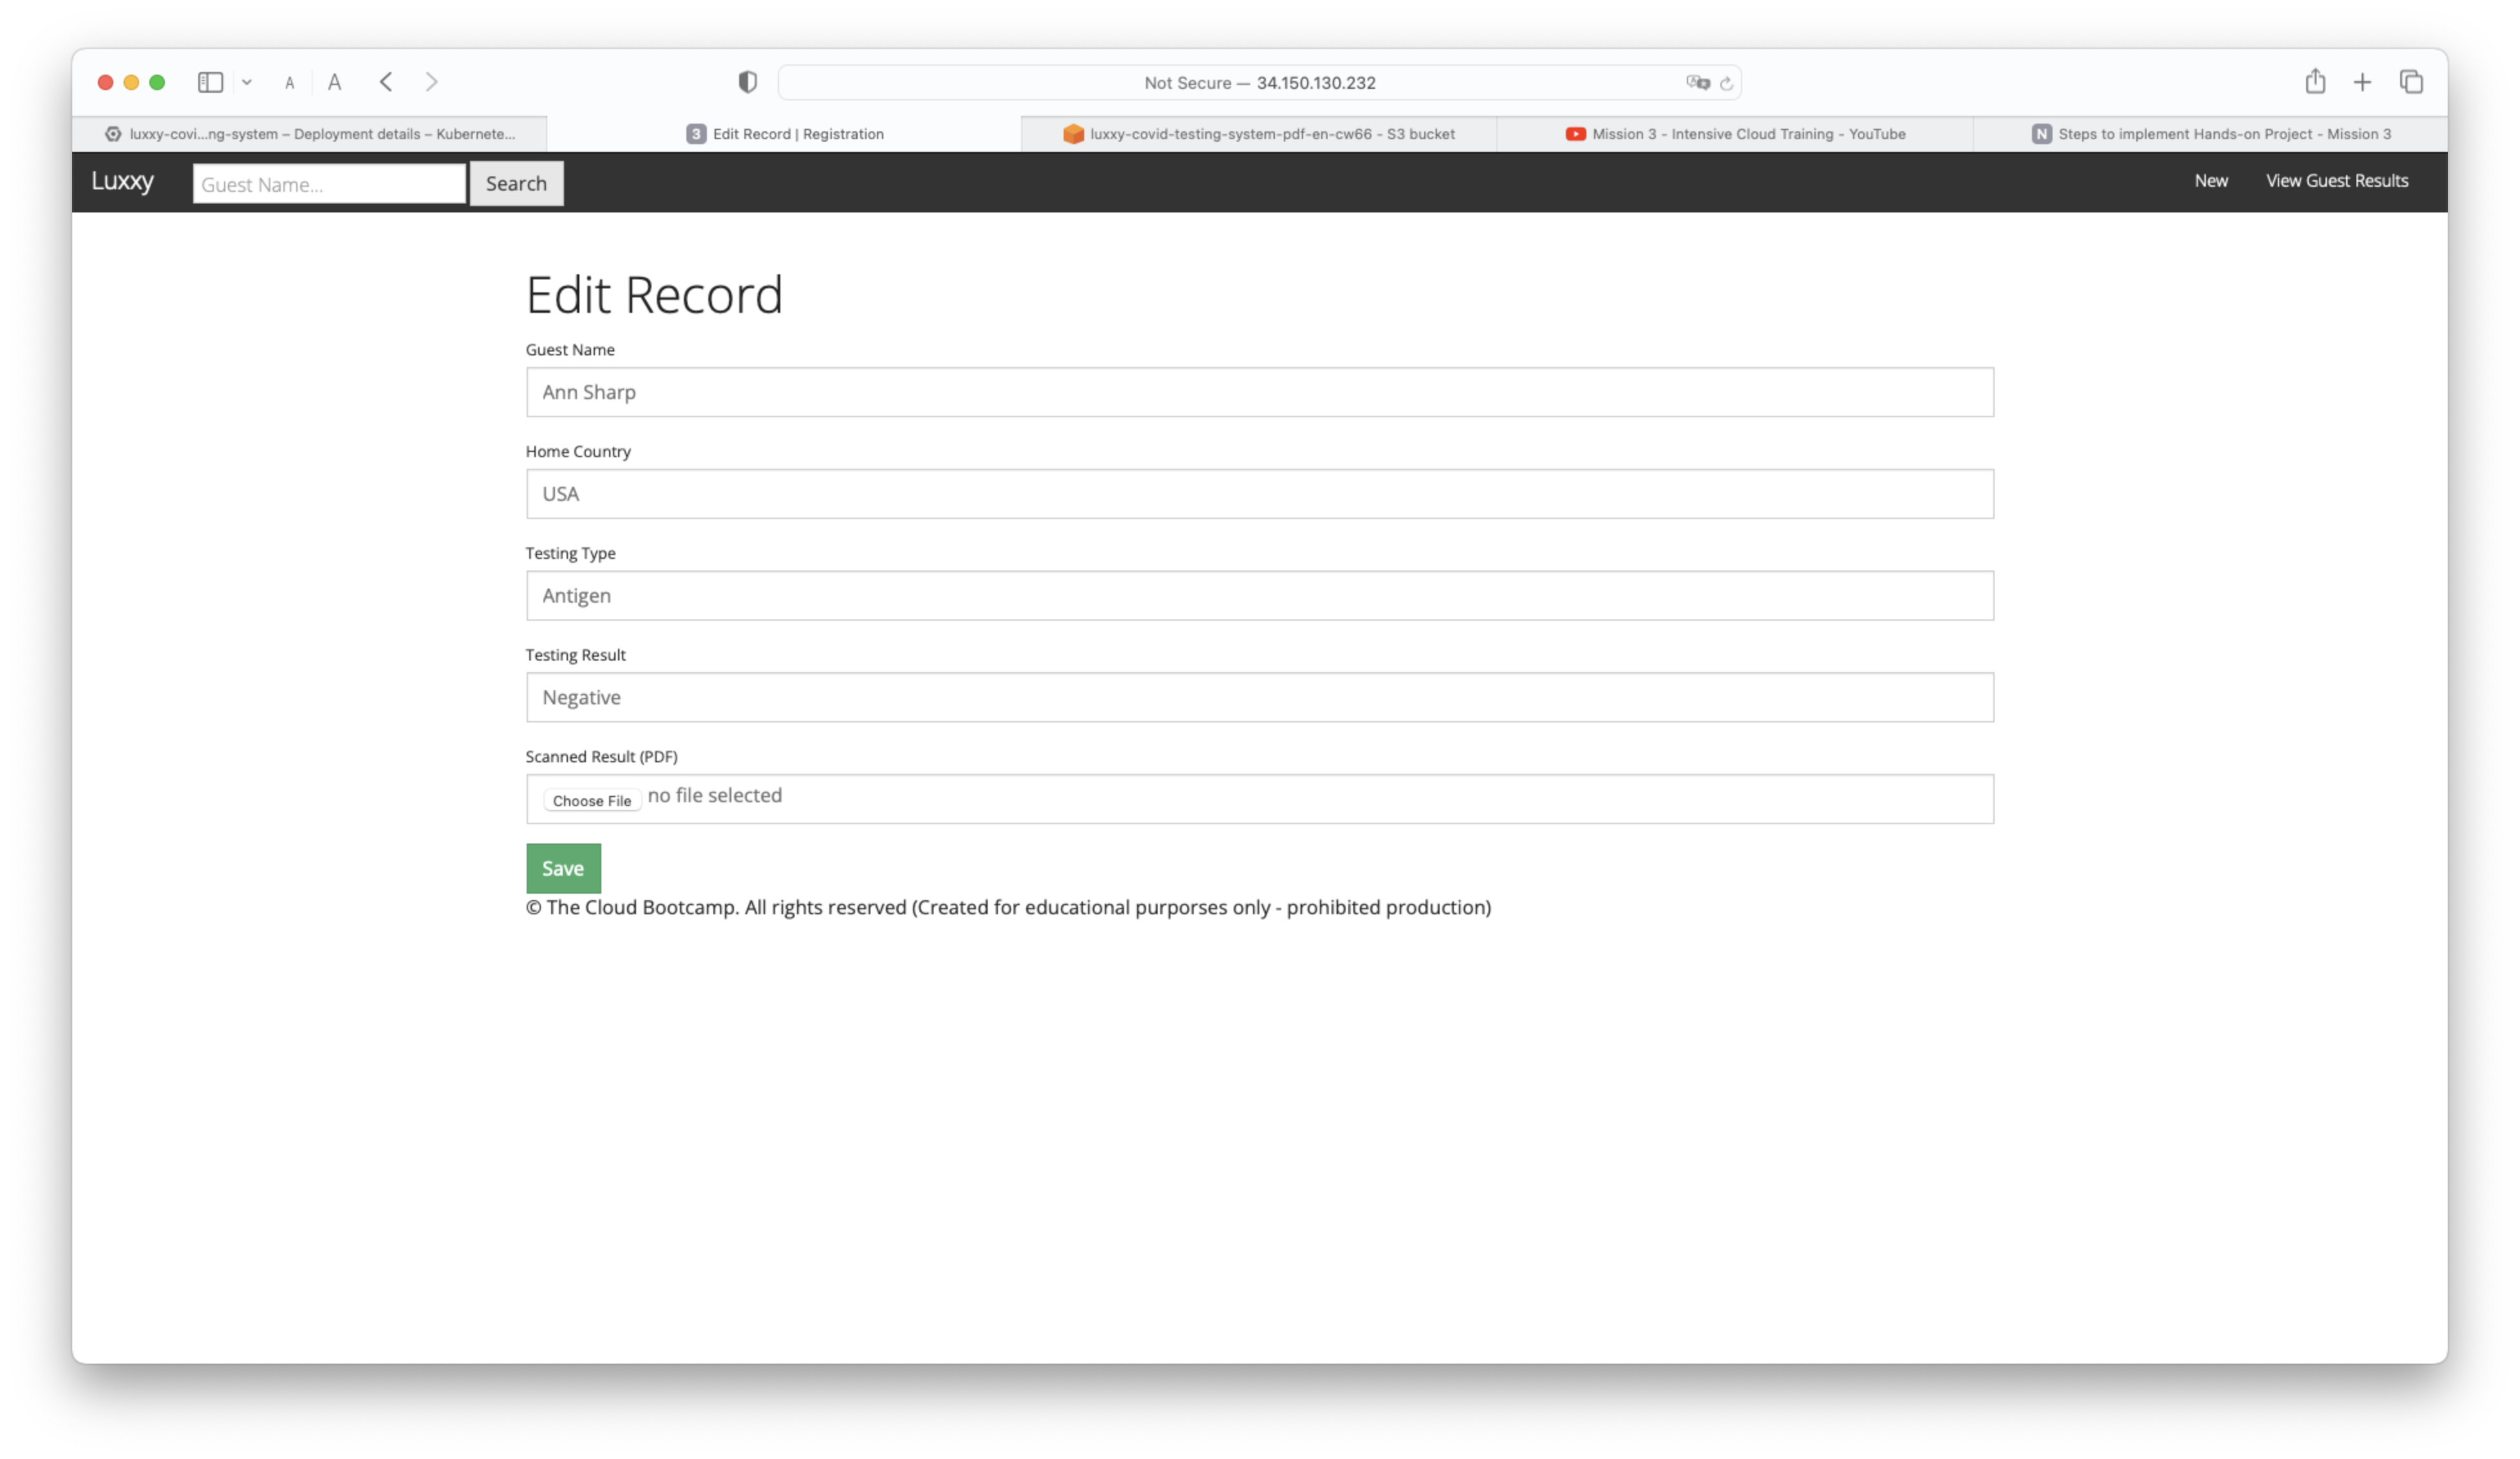 A A Not Secure — 34.150.130.232
luxxy-covi...ng-system – Deployment details – Kubernete... 3 Edit Record | Registration luxxy-covid-testing-system-pdf-en-cw66 - S3 bucket Mission 3 - Intensive Cloud Training - YouTube N Steps to implement Hands-on Project - Mission 3
Luxxy Guest Name... Search New View Guest Results
Edit Record
Guest Name
Ann Sharp
Home Country
USA
Testing Type
Antigen
Testing Result
Negative
Scanned Result (PDF)
Choose File no file selected
Save
© The Cloud Bootcamp. All rights reserved (Created for educational purporses only - prohibited production)